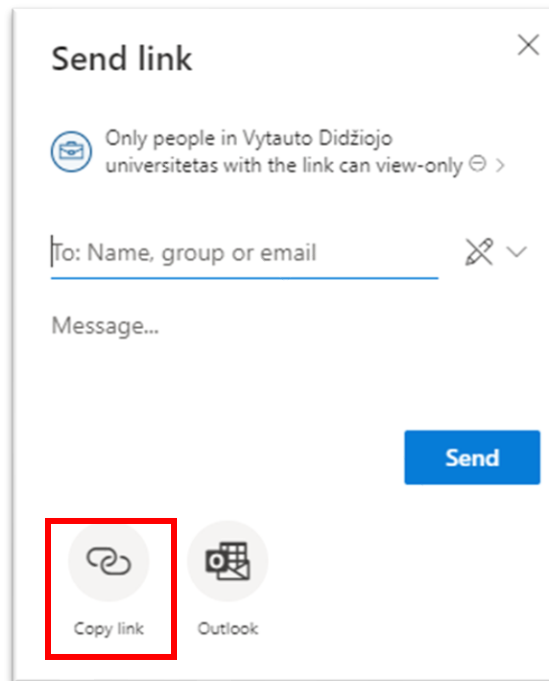 Send link
Only people in Vytauto Didžiojo
universitetas with the link can view-only
To: Name, group or email
Message...
Send
Copy link
Outlook